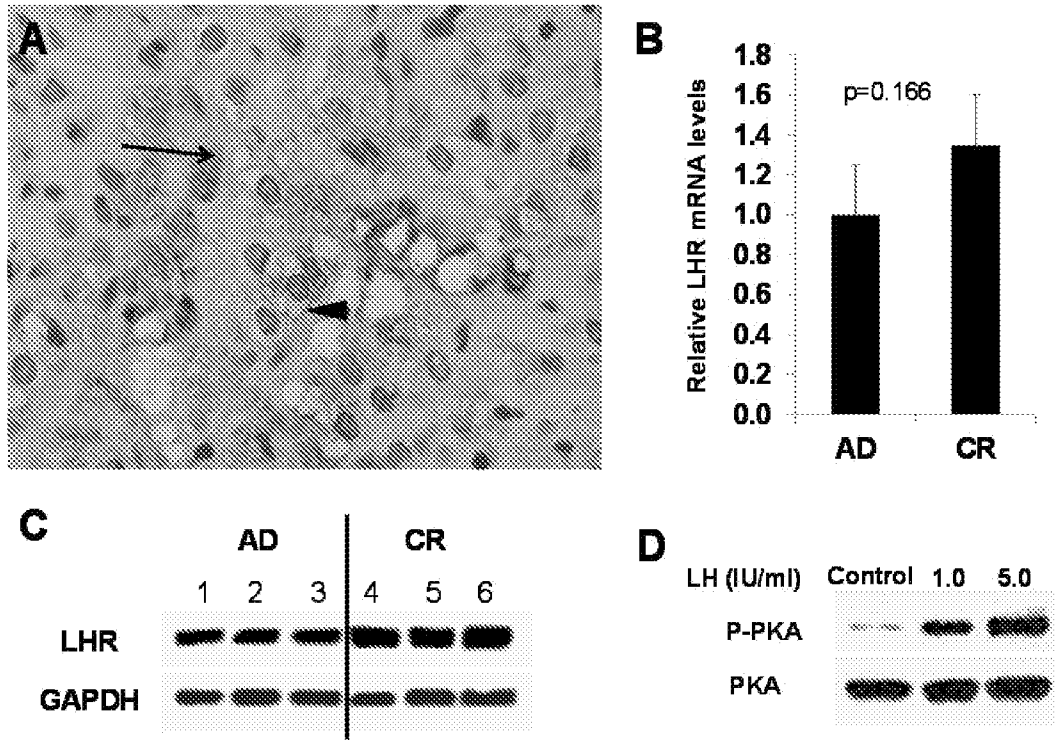 A
B
Relative LHR mRNA levels
1.8
1.6
1.4
1.2
1.0
0.8
0.6
0.4
0.2
0.0
p=0.166
AD CR
C
AD CR
1 2 3 4 5 6
LHR
GAPDH
D
LH (IU/ml) Control 1.0 5.0
P-PKA
PKA